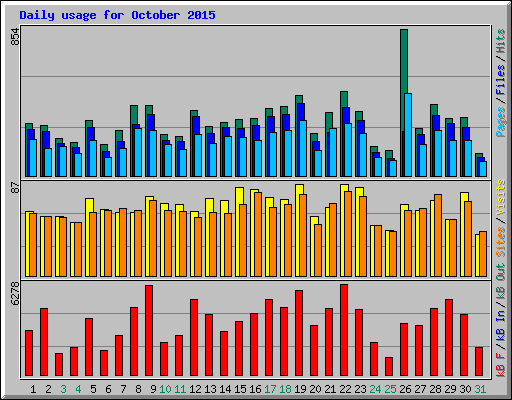 Daily usage for October 2015
854
Pages / Files / Hits
87
Sites / Visits
6278
kB F / kB In / kB Out
1 2 3 4 5 6 7 8 9 10 11 12 13 14 15 16 17 18 19 20 21 22 23 24 25 26 27 28 29 30 31